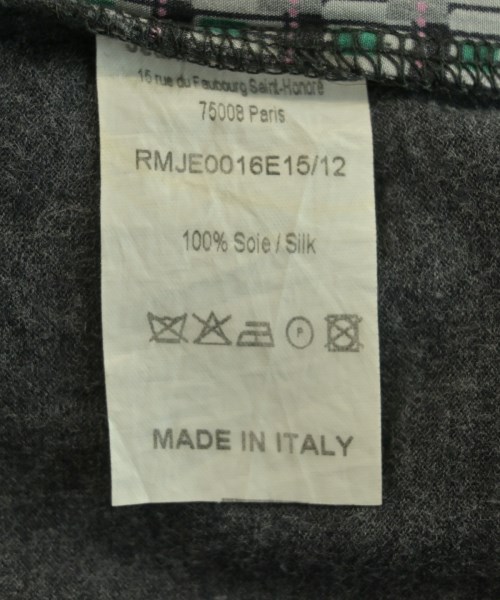 15 rue du Faubourg Saint-Honoré
75008 Paris
RMJE0016E15/12
100% Soie / Silk
P
MADE IN ITALY